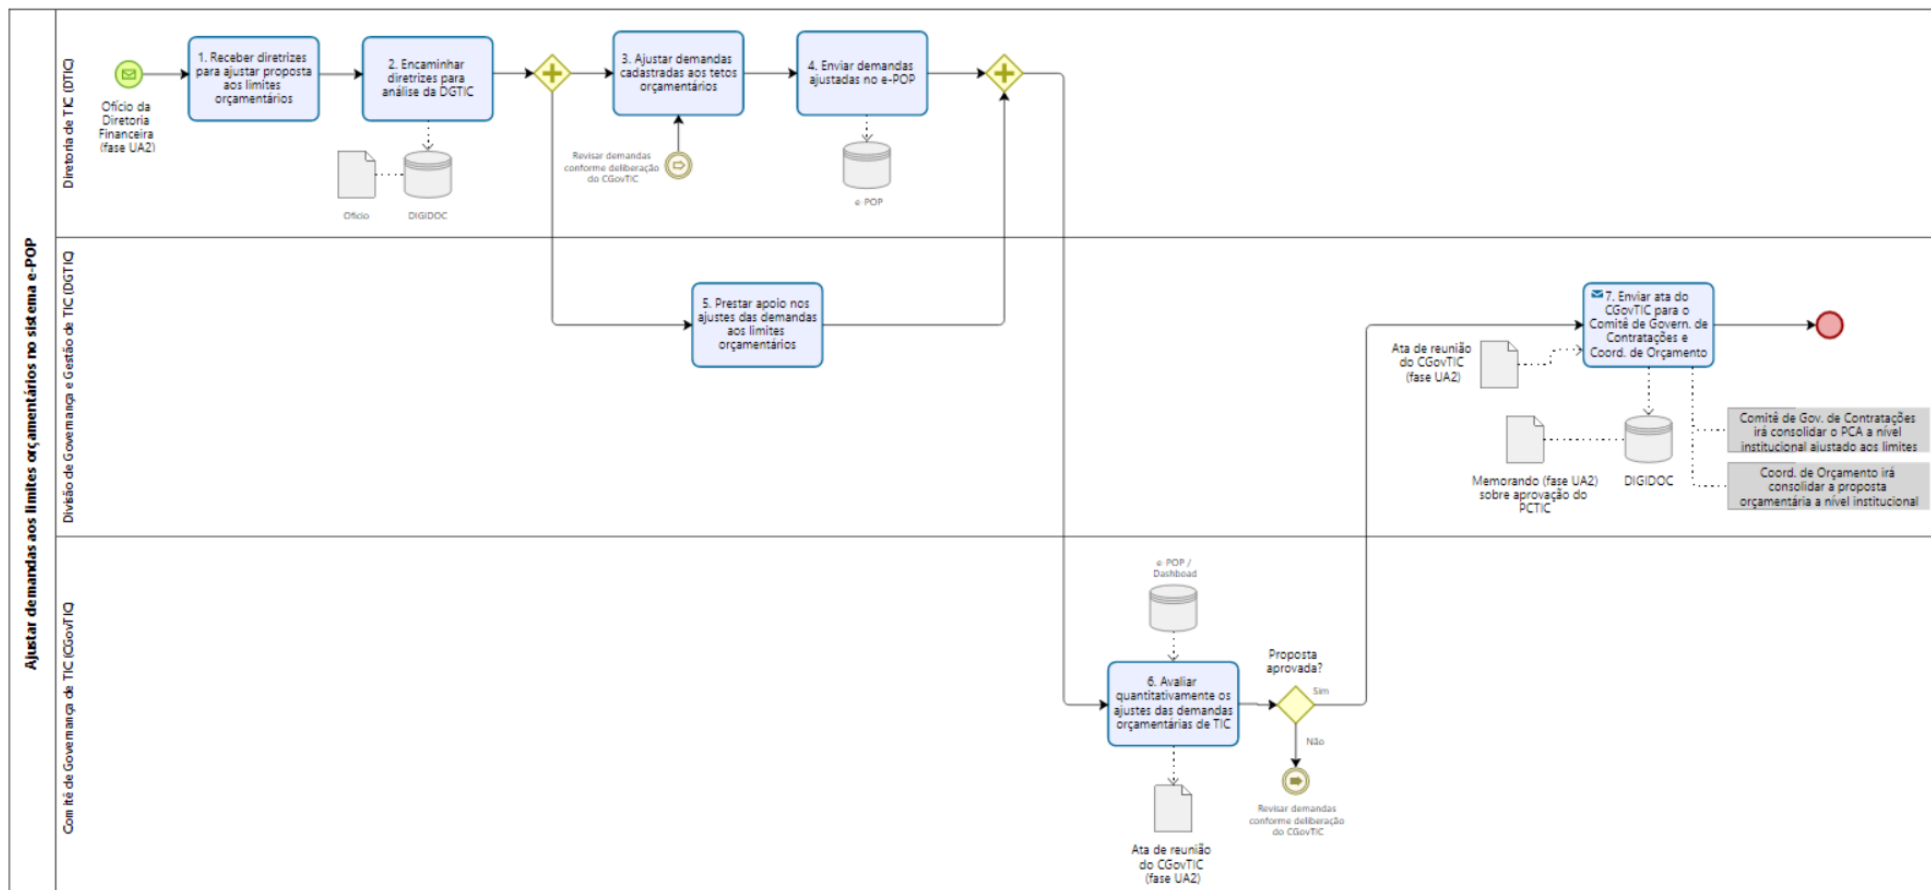 Ajustar demandas aos limites orçamentários no sistema e-POP
Diretoria de TIC (DTIC)
Ofício da
Diretoria
Financeira
(fase UA2)
1. Receber diretrizes
para ajustar proposta
aos limites
orçamentários
2. Encaminhar
diretrizes para
análise da DGTIC
Oficio
DIGIDOC
3. Ajustar demandas
cadastradas aos tetos
orçamentários
Revisar demandas
conforme deliberação
do CGovTIC
4. Enviar demandas
ajustadas no e-POP
e-POP
Divisão de Governança e Gestão de TIC (DGTIC)
5. Prestar apoio nos
ajustes das demandas
aos limites
orçamentários
7. Enviar ata do
CGovTIC para o
Comitê de Govern. de
Contratações e
Coord. de Orçamento
Ata de reunião
do CGovTIC
(fase UA2)
Memorando (fase UA2)
sobre aprovação do
PCTIC
DIGIDOC
Comitê de Gov. de Contratações
irá consolidar o PCA a nível
institucional ajustado aos limites
Coord. de Orçamento irá
consolidar a proposta
orçamentária a nível institucional
Comitê de Governança de TIC (CGovTIC)
e-POP /
Dashboad
6. Avaliar
quantitativamente os
ajustes das demandas
orçamentárias de TIC
Ata de reunião
do CGovTIC
(fase UA2)
Proposta
aprovada?
Sim
Não
Revisar demandas
conforme deliberação
do CGovTIC